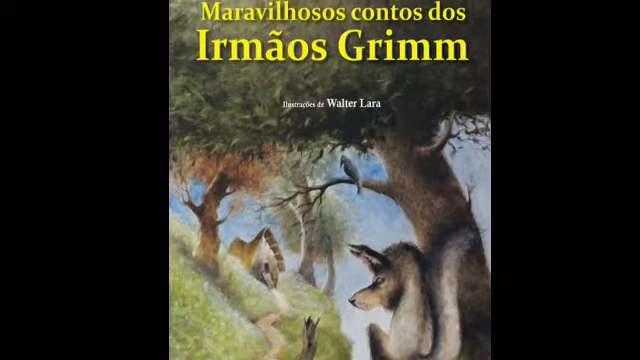 Maravilhosos contos dos
Irmãos Grimm
Ilustrações de Walter Lara